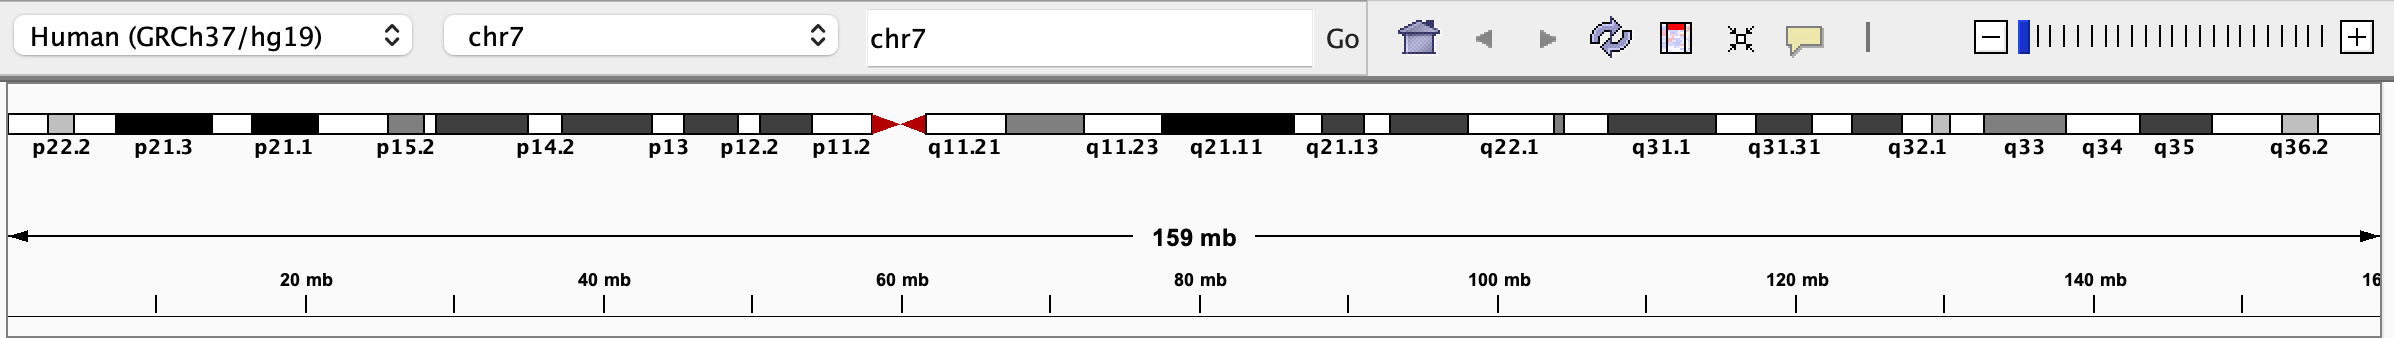 Human (GRCh37/hg19) chr7 chr7 Go
p22.2 p21.3 p21.1 p15.2 p14.2 p13 p12.2 p11.2 q11.21 q11.23 q21.11 q21.13 q22.1 q31.1 q31.31 q32.1 q33 q34 q35 q36.2
159 mb
20 mb 40 mb 60 mb 80 mb 100 mb 120 mb 140 mb 16